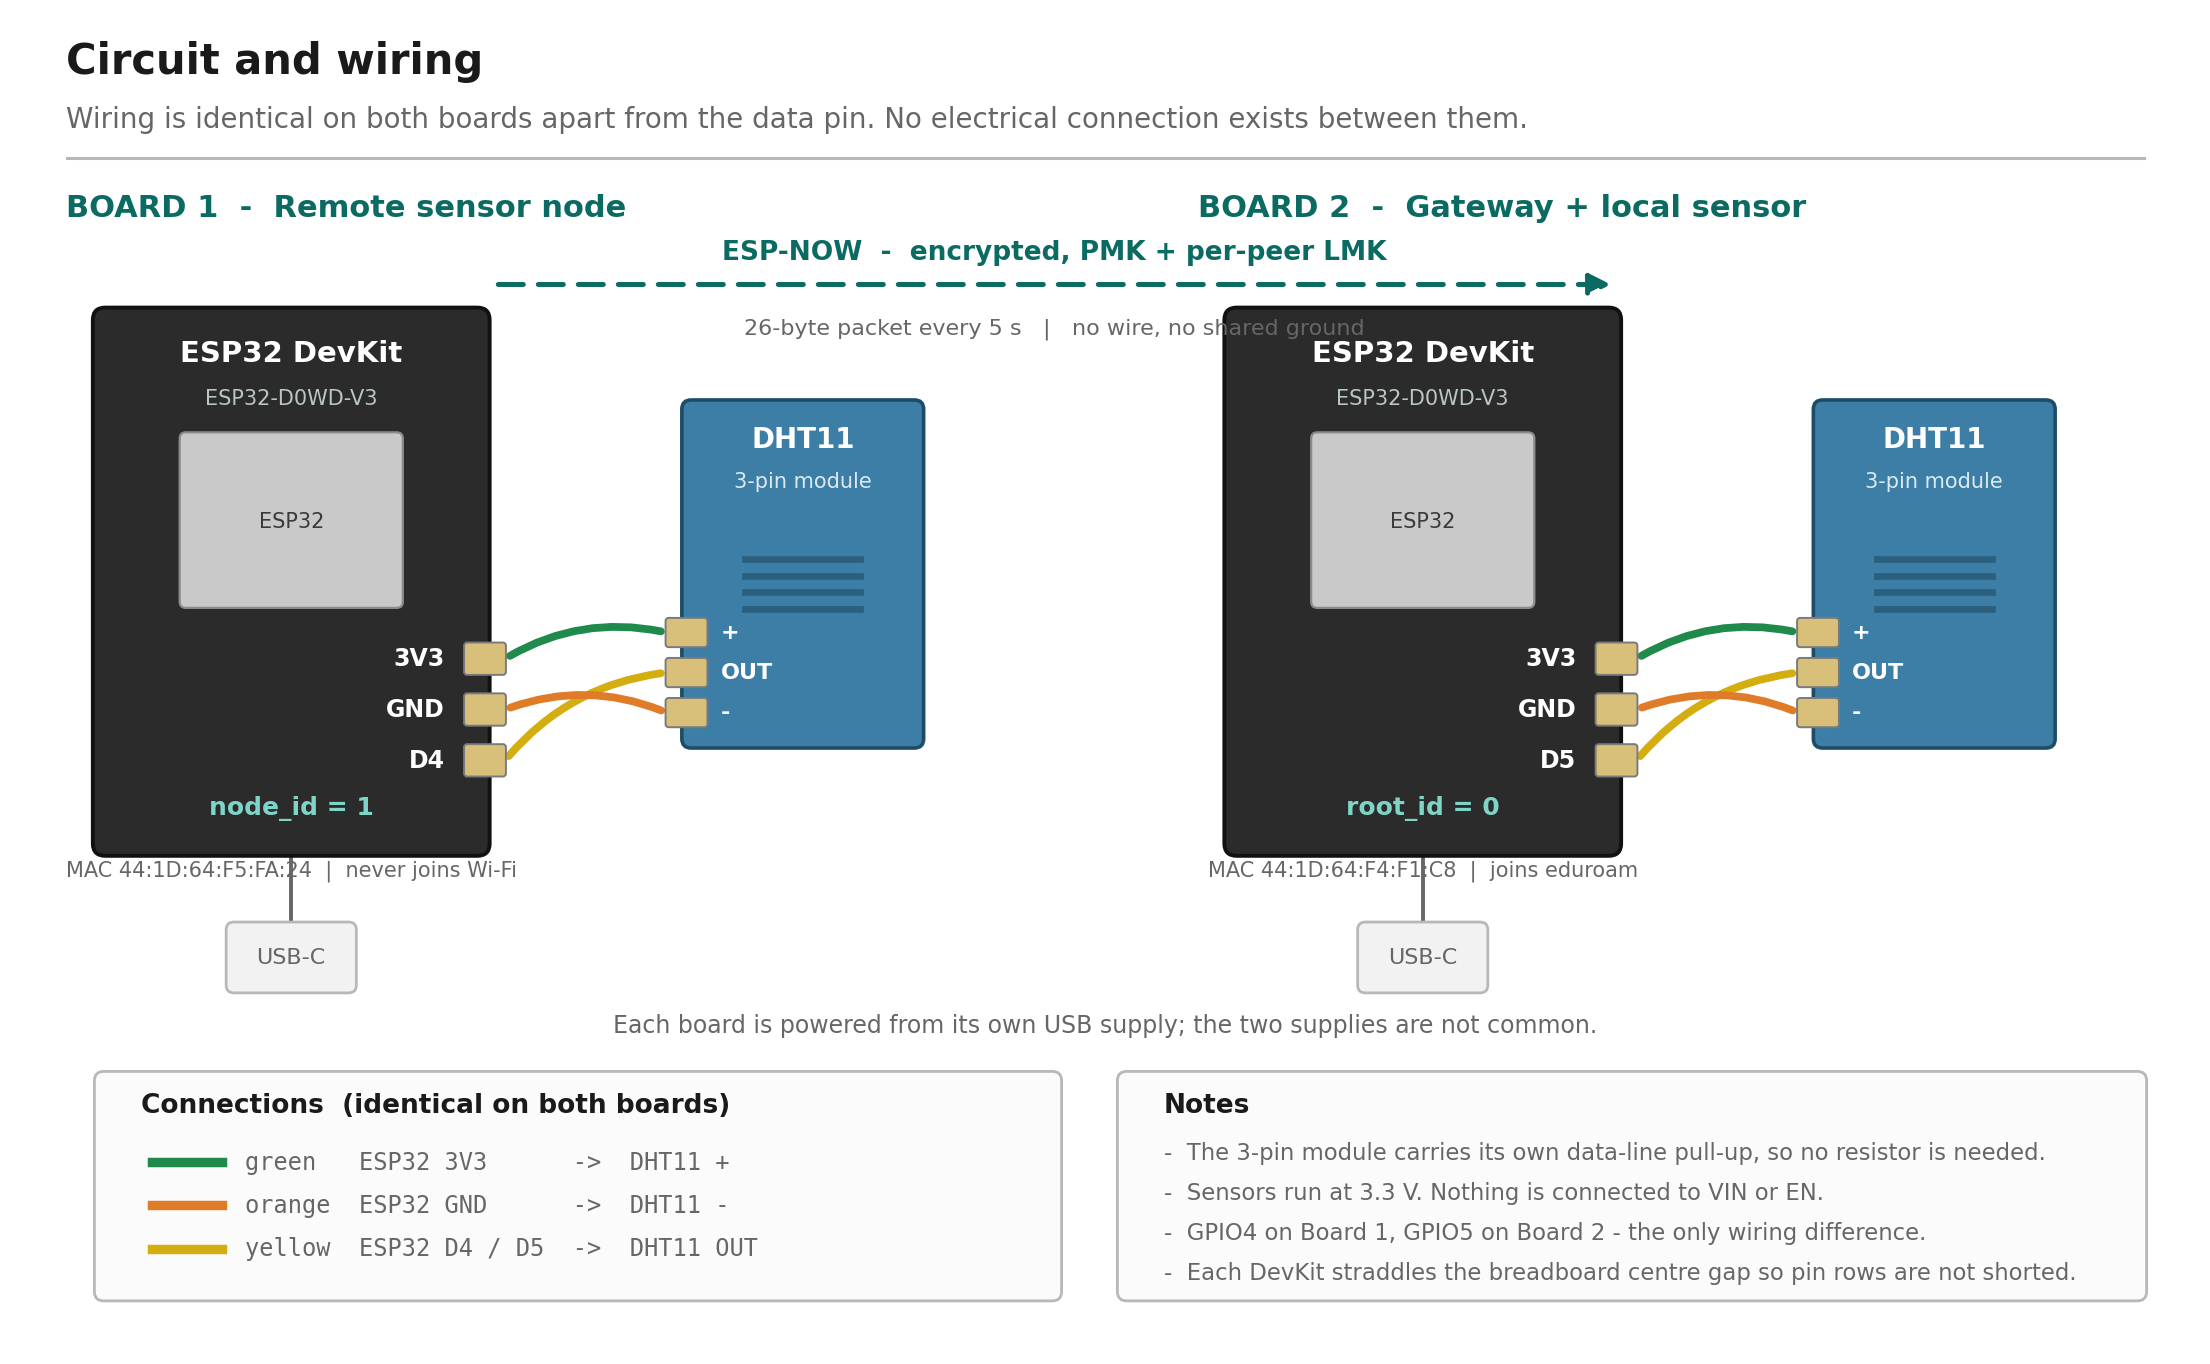 Circuit and wiring
Wiring is identical on both boards apart from the data pin. No electrical connection exists between them.
BOARD 1 - Remote sensor node
BOARD 2 - Gateway + local sensor
ESP-NOW - encrypted, PMK + per-peer LMK
26-byte packet every 5 s | no wire, no shared ground
ESP32 DevKit
ESP32-D0WD-V3
ESP32
3V3
GND
D4
node_id = 1
MAC 44:1D:64:F5:FA:24 | never joins Wi-Fi
USB-C
DHT11
3-pin module
+
OUT
-
ESP32 DevKit
ESP32-D0WD-V3
ESP32
3V3
GND
D5
root_id = 0
MAC 44:1D:64:F4:F1:C8 | joins eduroam
USB-C
DHT11
3-pin module
+
OUT
-
Each board is powered from its own USB supply; the two supplies are not common.
Connections (identical on both boards)
green ESP32 3V3 -> DHT11 +
orange ESP32 GND -> DHT11 -
yellow ESP32 D4 / D5 -> DHT11 OUT
Notes
- The 3-pin module carries its own data-line pull-up, so no resistor is needed.
- Sensors run at 3.3 V. Nothing is connected to VIN or EN.
- GPIO4 on Board 1, GPIO5 on Board 2 - the only wiring difference.
- Each DevKit straddles the breadboard centre gap so pin rows are not shorted.